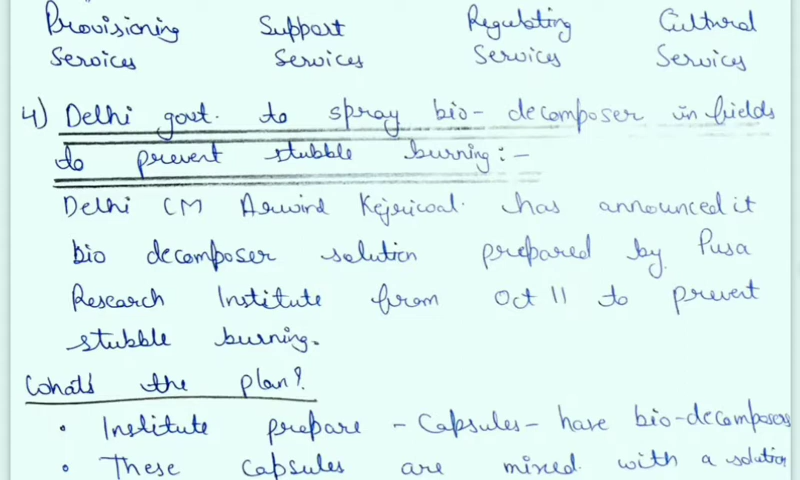 Provisioning Support Regulating Cultural
Services Services Services Services
4) Delhi govt. to spray bio-decomposer in fields
to prevent stubble burning:-
Delhi CM Arwind Kejriwal has announced it
bio decomposer solution prepared by Pusa
Research Institute from Oct 11 to prevent
stubble burning.
What's the plan?
• Institute prepare - Capsules - have bio-decomposers
• These capsules are mixed with a solution